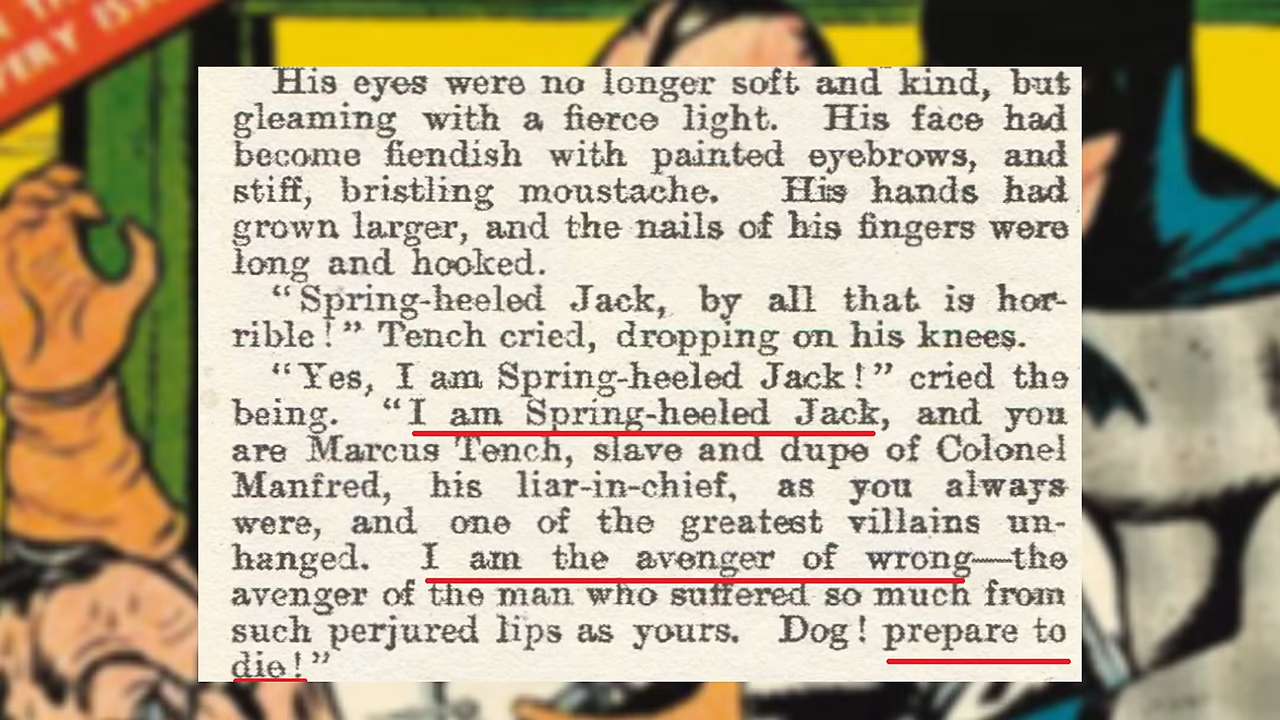 ERY ISS
His eyes were no longer soft and kind, but
gleaming with a fierce light. His face had
become fiendish with painted eyebrows, and
stiff, bristling moustache. His hands had
grown larger, and the nails of his fingers were
long and hooked.
“Spring-heeled Jack, by all that is hor-
rible!” Tench cried, dropping on his knees.
“Yes, I am Spring-heeled Jack!” cried the
being. “I am Spring-heeled Jack, and you
are Marcus Tench, slave and dupe of Colonel
Manfred, his liar-in-chief, as you always
were, and one of the greatest villains un-
hanged. I am the avenger of wrong—the
avenger of the man who suffered so much from
such perjured lips as yours. Dog! prepare to
die!”